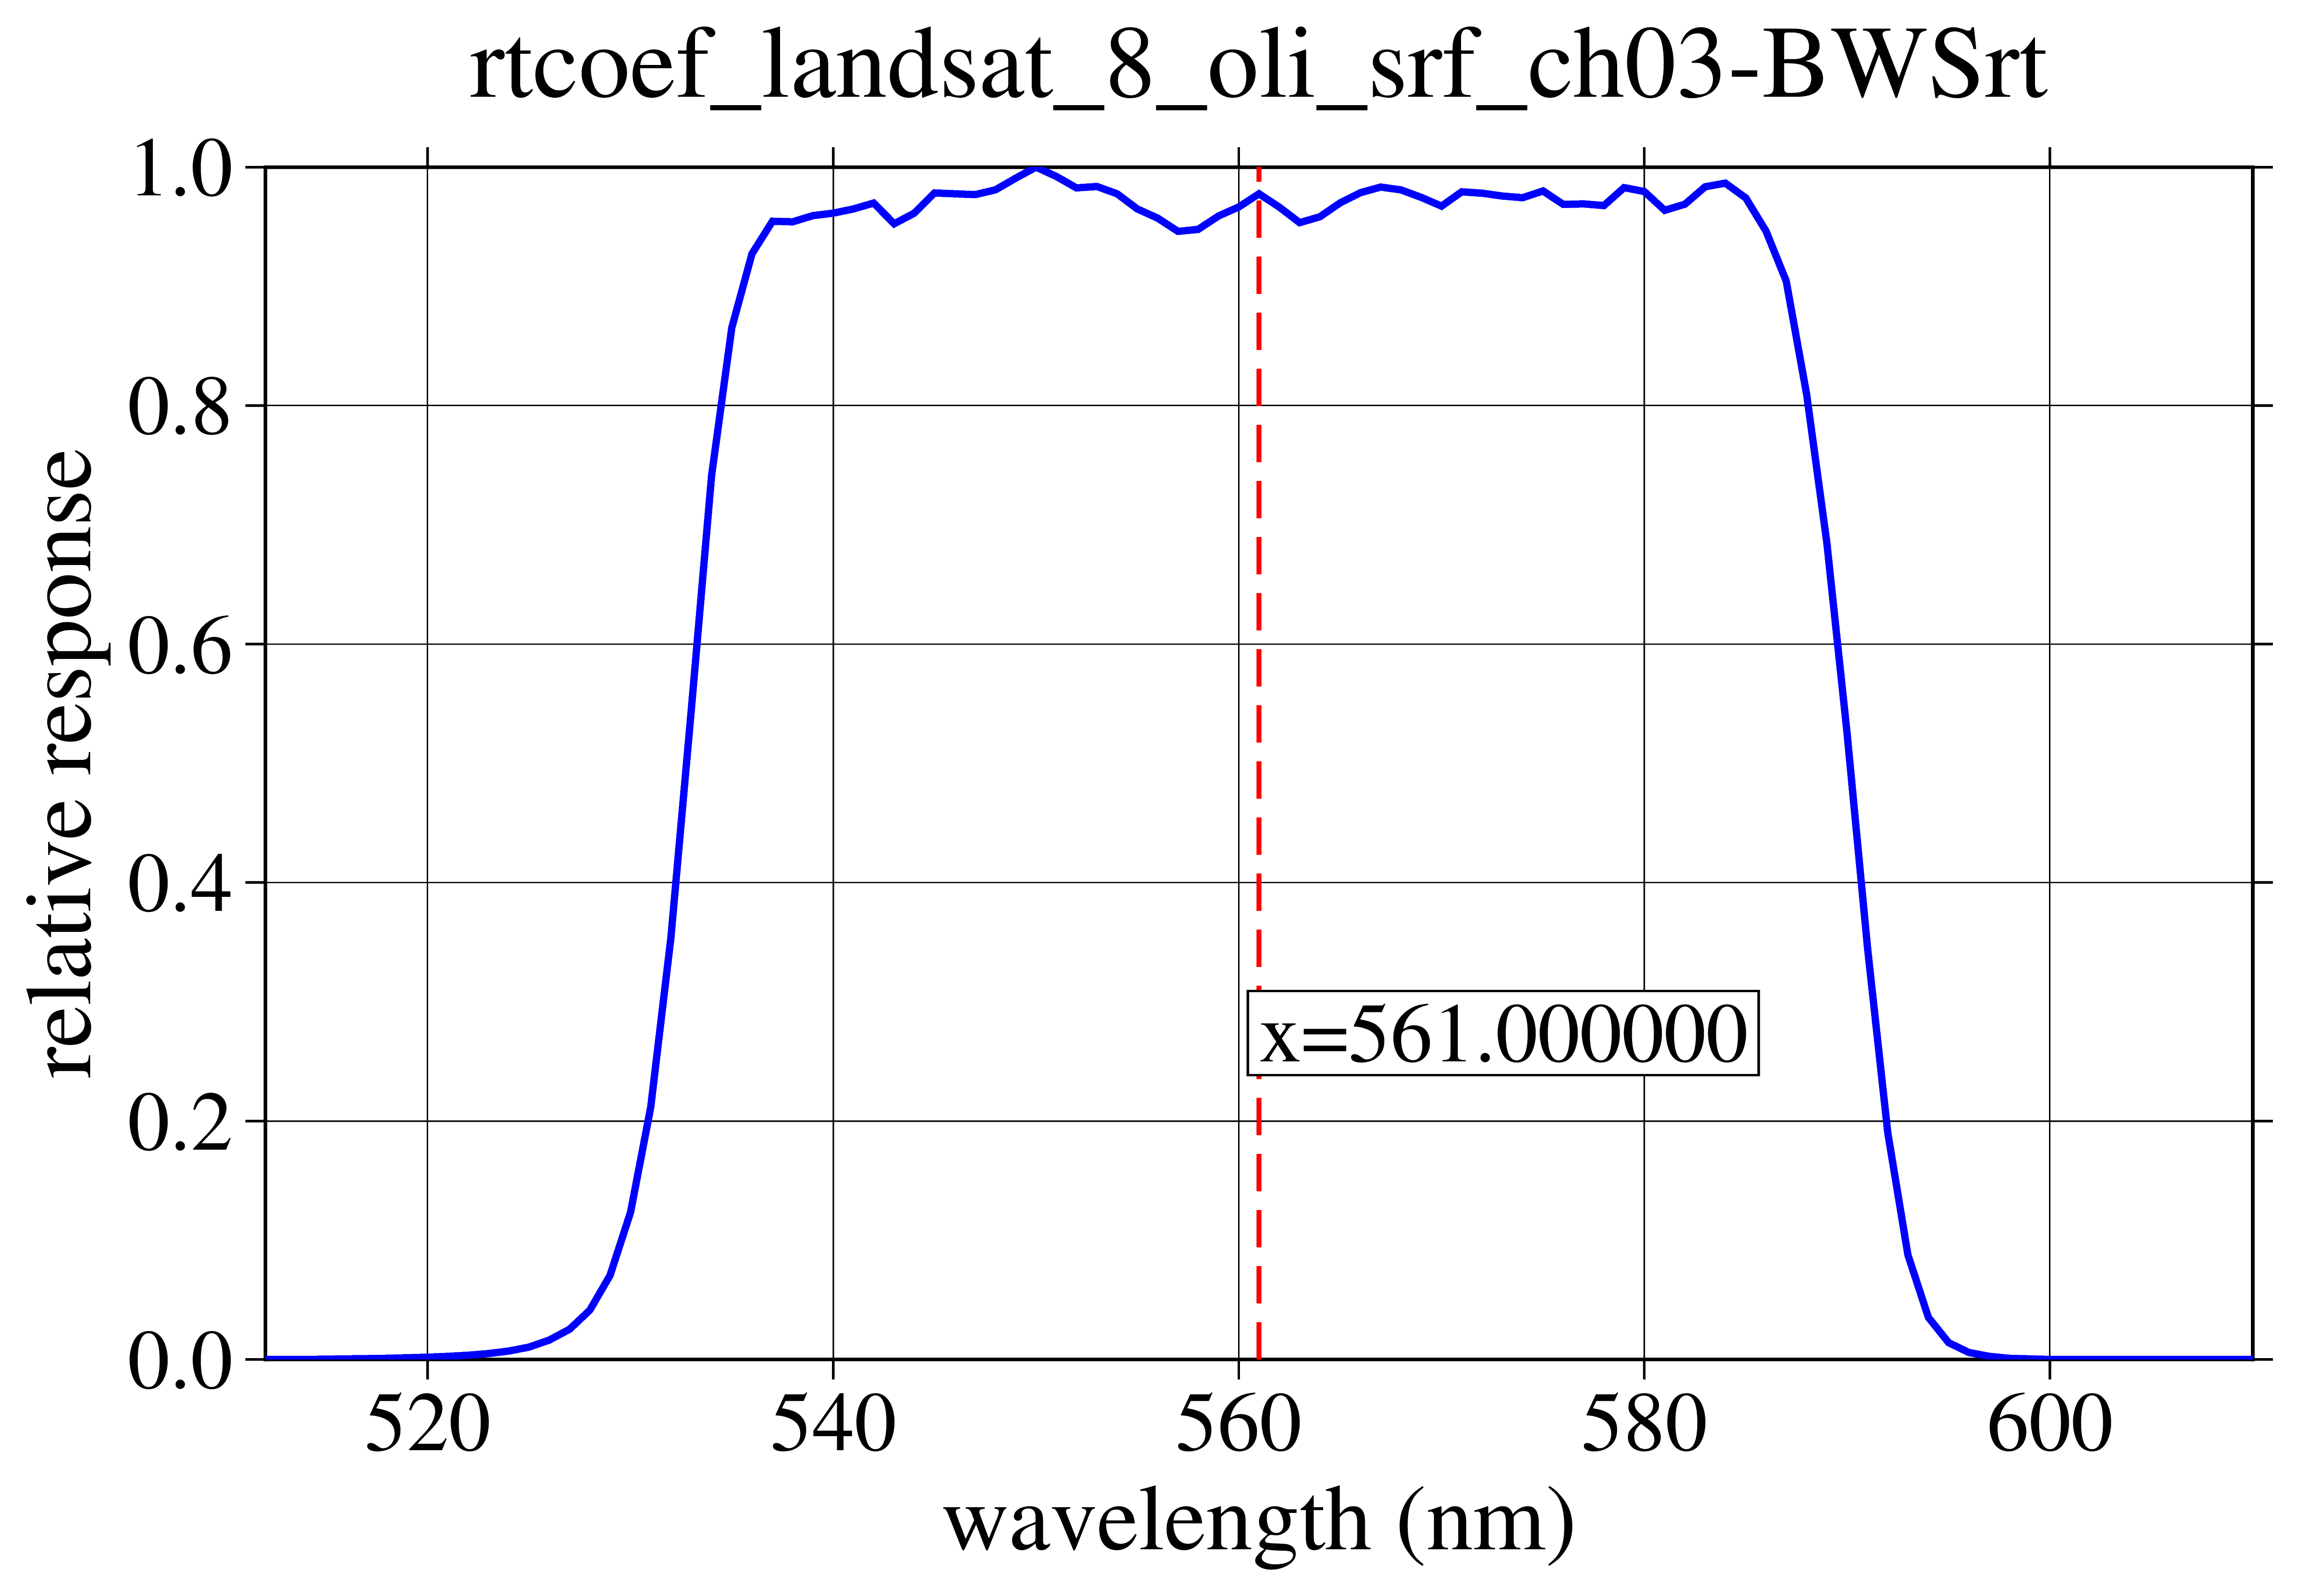 rtcoef_landsat_8_oli_srf_ch03-BWSrt
1.0
0.8
0.6
0.4
0.2
0.0
relative response
x=561.000000
520 540 560 580 600
wavelength (nm)